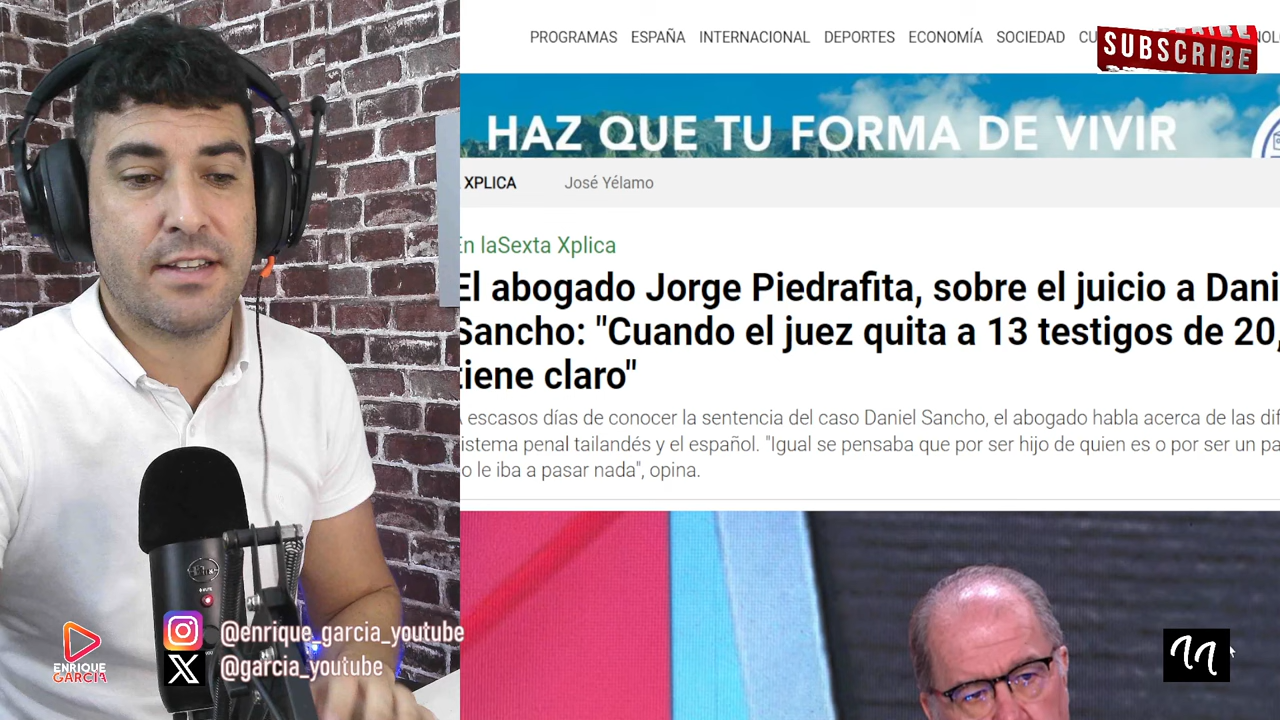 PROGRAMAS ESPAÑA INTERNACIONAL DEPORTES ECONOMÍA SOCIEDAD
SUBSCRIBE
HAZ QUE TU FORMA DE VIVIR
XPLICA José Yélamo
En laSexta Xplica
El abogado Jorge Piedrafita, sobre el juicio a Dani
Sancho: "Cuando el juez quita a 13 testigos de 20,
tiene claro"
escasos días de conocer la sentencia del caso Daniel Sancho, el abogado habla acerca de las dif
istema penal tailandés y el español. "Igual se pensaba que por ser hijo de quien es o por ser un pa
o le iba a pasar nada", opina.
@enrique_garcia_youtube
@garcia_youtube
ENRIQUE
GARCIA